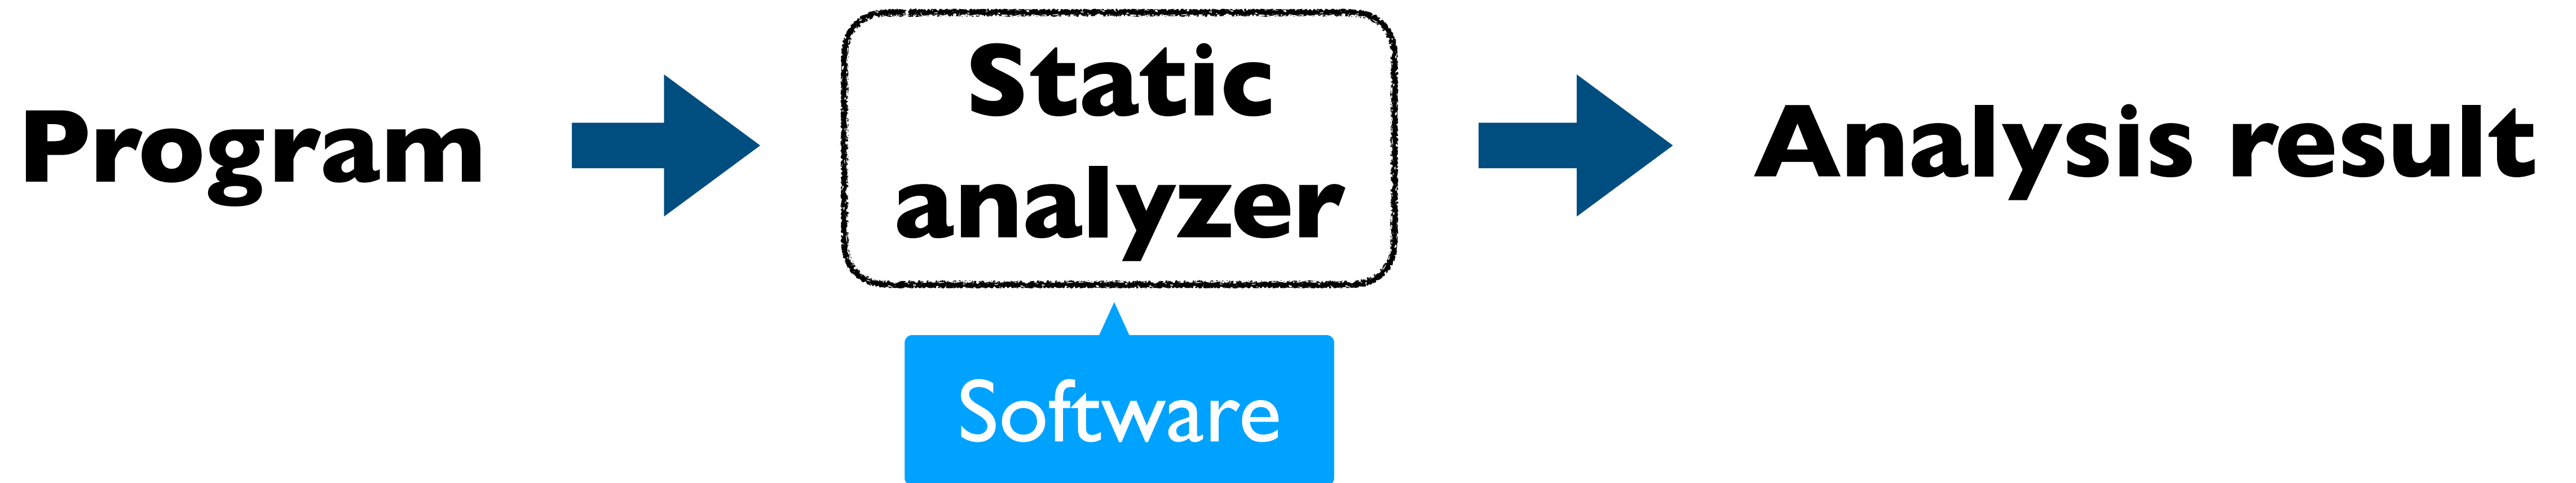 Program
Static
analyzer
Analysis result
Software